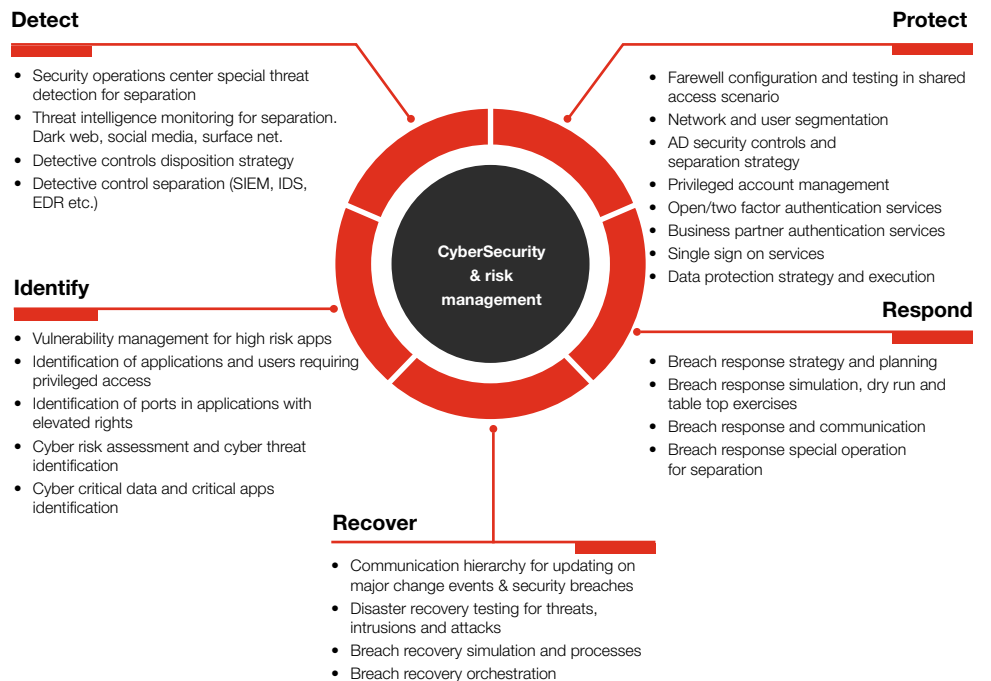 Detect
• Security operations center special threat
detection for separation
• Threat intelligence monitoring for separation.
Dark web, social media, surface net.
• Detective controls disposition strategy
• Detective control separation (SIEM, IDS,
EDR etc.)
Protect
• Farewell configuration and testing in shared
access scenario
• Network and user segmentation
• AD security controls and
separation strategy
• Privileged account management
• Open/two factor authentication services
• Business partner authentication services
• Single sign on services
• Data protection strategy and execution
CyberSecurity
& risk
management
Identify
• Vulnerability management for high risk apps
• Identification of applications and users requiring
privileged access
• Identification of ports in applications with
elevated rights
• Cyber risk assessment and cyber threat
identification
• Cyber critical data and critical apps
identification
Respond
• Breach response strategy and planning
• Breach response simulation, dry run and
table top exercises
• Breach response and communication
• Breach response special operation
for separation
Recover
• Communication hierarchy for updating on
major change events & security breaches
• Disaster recovery testing for threats,
intrusions and attacks
• Breach recovery simulation and processes
• Breach recovery orchestration